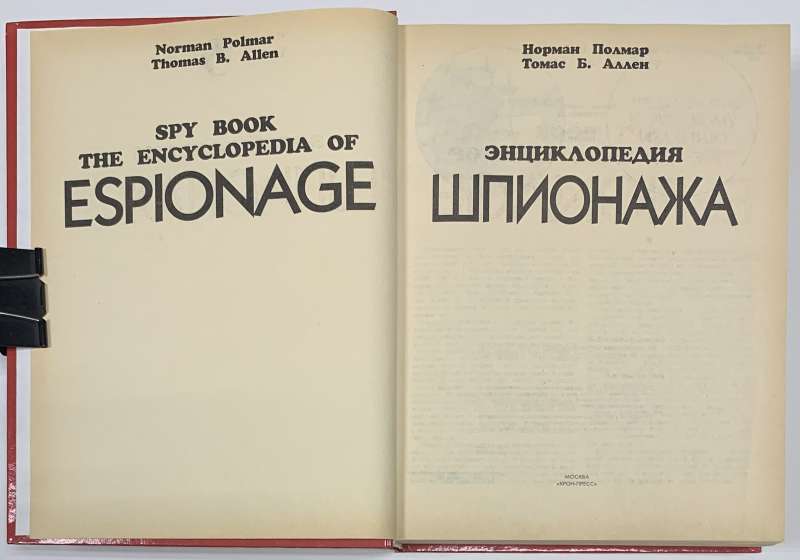 Norman Polmar
Thomas B. Allen
SPY BOOK
THE ENCYCLOPEDIA OF
ESPIONAGE
Норман Полмар
Томас Б. Аллен
ЭНЦИКЛОПЕДИЯ
ШПИОНАЖА
МОСКВА
«КРОН-ПРЕСС»